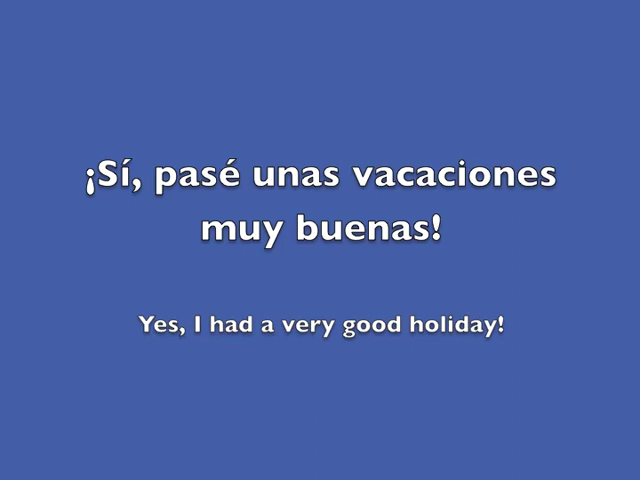 ¡Sí, pasé unas vacaciones
muy buenas!
Yes, I had a very good holiday!